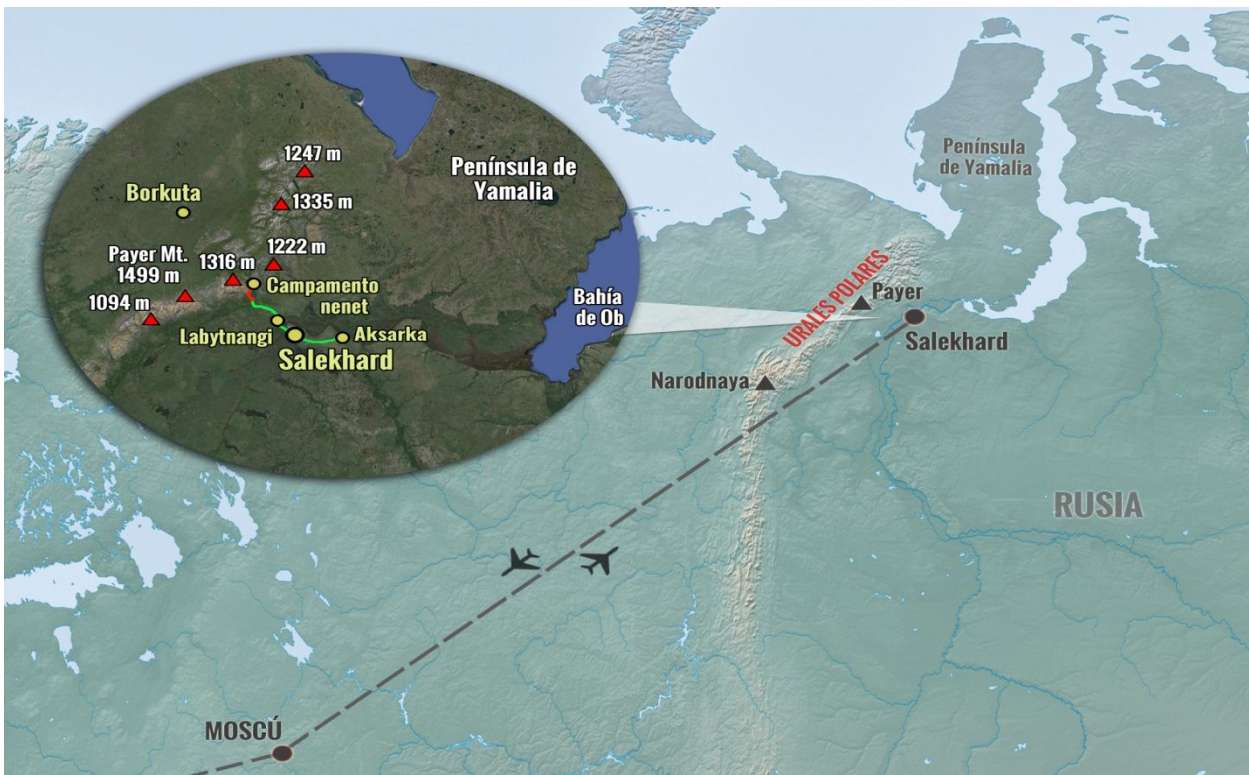 1247 m
Península de
Yamalia
Borkuta
1335 m
Payer Mt.
1499 m
1316 m
1222 m
1094 m
Campamento
nenet
Labytnangi
Aksarka
Salekhard
Bahía
de Ob
Península
de Yamalia
URALES POLARES
Payer
Salekhard
Narodnaya
RUSIA
MOSCÚ